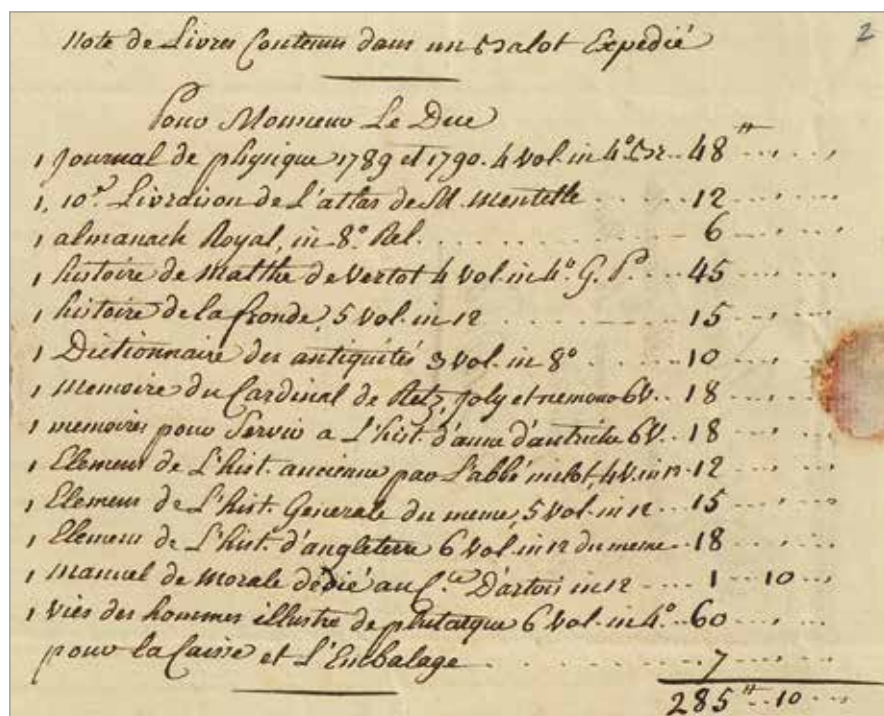 2
Note de Livres Contenus dans un Balot Expédié
Pour Monsieur Le Duc
1 Journal de physique 1789 et 1790. 4 vol. in 4° Br. 48 ₶
1, 10e Livraison de L'atlas de M. Mentelle 12
1 almanack Royal, in 8° Rel. 6
1 histoire de Malthe de Vertot 4 vol. in 4° G. P. 45
1 histoire de la fronde, 5 vol. in 12 15
1 Dictionnaire des antiquités 3 vol. in 8° 10
1 memoire du Cardinal de Retz, Joly et nemours 6 V. 18
1 memoires pour Servir a L'hist. d'anne d'autriche 6 V. 18
1 Elemens de L'hist. ancienne par L'abbé millot, 4 V. in 12 12
1 Elemens de L'hist. Generale du meme, 5 vol. in 12 15
1 Elemens de L'hist. d'angleterre 6 vol. in 12 du meme 18
1 manuel de morale dédié au C.te D'artois in 12 1 10
1 vies des hommes illustre de plutarque 6 vol. in 4° 60
pour la Caisse et L'Embalage 7
285 ₶ 10